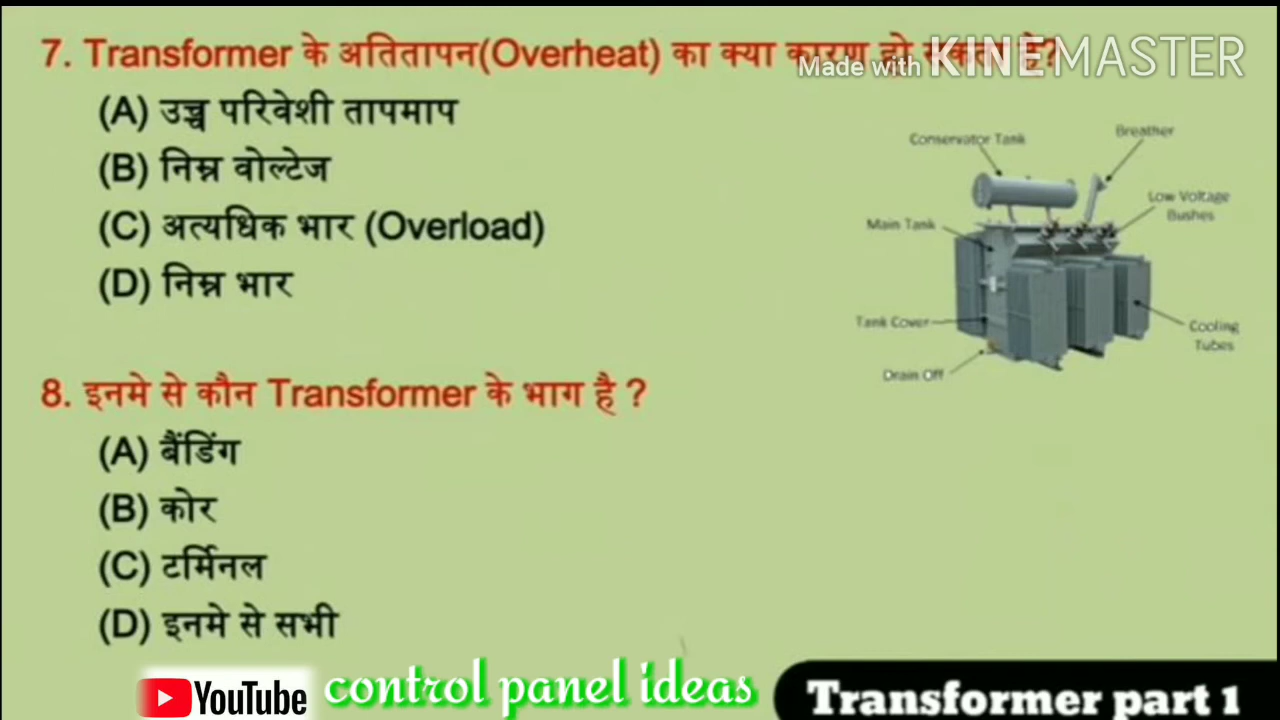 7. Transformer के अतितापन(Overheat) का क्या कारण हो है?
Made with KINEMASTER
(A) उच्च परिवेशी तापमाप
(B) निम्न वोल्टेज
(C) अत्यधिक भार (Overload)
(D) निम्न भार
Conservator Tank
Breather
Low Voltage
Bushes
Main Tank
Tank Cover
Cooling
Tubes
Drain Off
8. इनमे से कौन Transformer के भाग है ?
(A) बैंडिंग
(B) कोर
(C) टर्मिनल
(D) इनमे से सभी
YouTube
control panel ideas
Transformer part 1